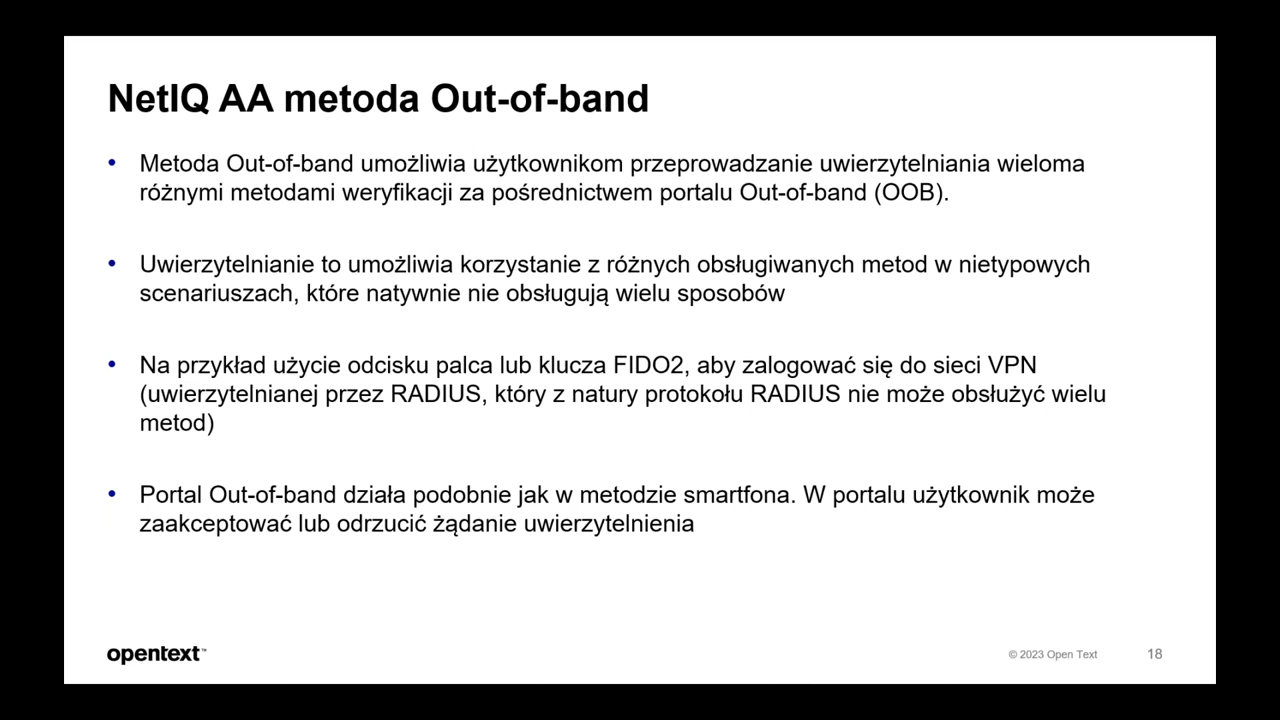 NetIQ AA metoda Out-of-band
• Metoda Out-of-band umożliwia użytkownikom przeprowadzanie uwierzytelniania wieloma
różnymi metodami weryfikacji za pośrednictwem portalu Out-of-band (OOB).
• Uwierzytelnianie to umożliwia korzystanie z różnych obsługiwanych metod w nietypowych
scenariuszach, które natywnie nie obsługują wielu sposobów
• Na przykład użycie odcisku palca lub klucza FIDO2, aby zalogować się do sieci VPN
(uwierzytelnianej przez RADIUS, który z natury protokołu RADIUS nie może obsłużyć wielu
metod)
• Portal Out-of-band działa podobnie jak w metodzie smartfona. W portalu użytkownik może
zaakceptować lub odrzucić żądanie uwierzytelnienia
opentext™
© 2023 Open Text
18